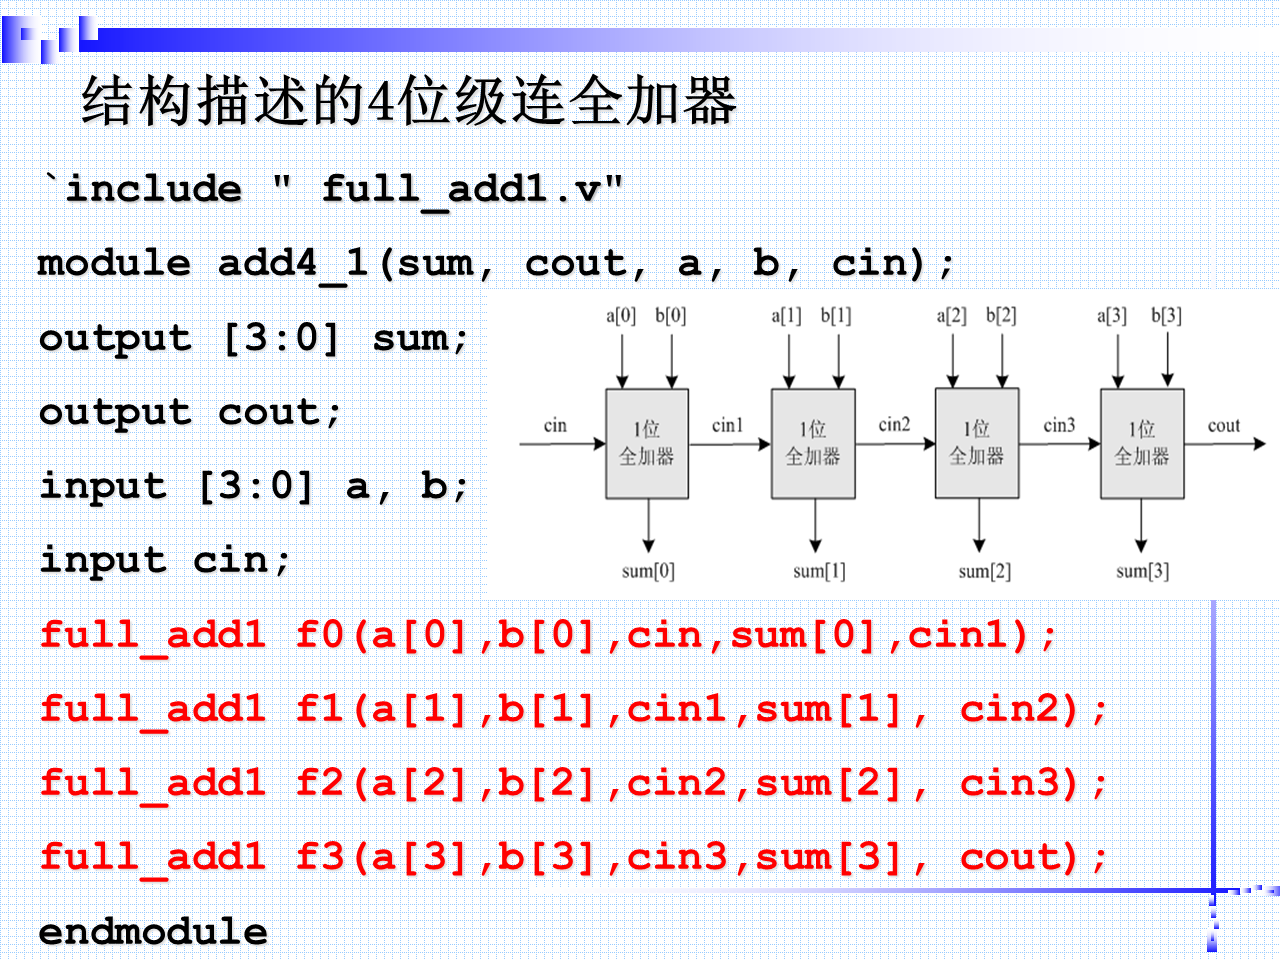 结构描述的4位级连全加器
`include " full_add1.v"
module add4_1(sum, cout, a, b, cin);
output [3:0] sum;
output cout;
input [3:0] a, b;
input cin;
a[0] b[0] a[1] b[1] a[2] b[2] a[3] b[3]
cin 1位 cin1 1位 cin2 1位 cin3 1位 cout
全加器 全加器 全加器 全加器
sum[0] sum[1] sum[2] sum[3]
full_add1 f0(a[0],b[0],cin,sum[0],cin1);
full_add1 f1(a[1],b[1],cin1,sum[1], cin2);
full_add1 f2(a[2],b[2],cin2,sum[2], cin3);
full_add1 f3(a[3],b[3],cin3,sum[3], cout);
endmodule